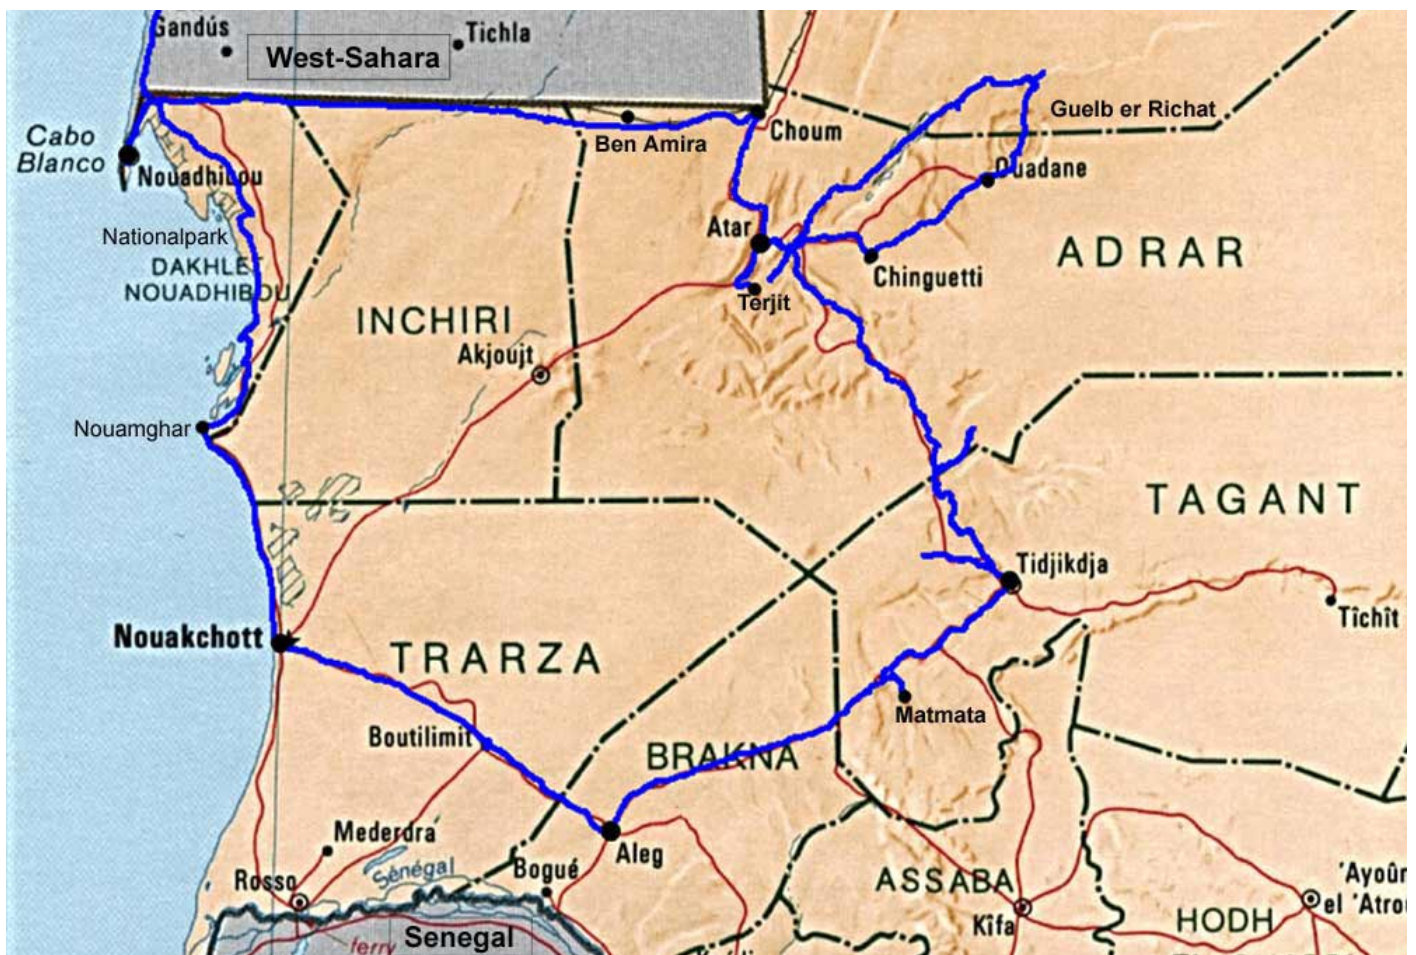 Gandús
Tichla
West-Sahara
Guelb er Richat
Choum
Cabo
Blanco
Ben Amira
Nouadhibou
Ouadane
Nationalpark
Atar
ADRAR
DAKHLET
NOUADHIBOU
Chinguetti
Terjit
INCHIRI
Akjoujt
Nouamghar
TAGANT
Tidjikdja
Tîchît
Nouakchott
TRARZA
Matmata
Boutilimit
BRAKNA
Mederdra
Aleg
Sénégal
Bogué
Rosso
ASSABA
'Ayoûn
el 'Atrou
Kîfa
HODH
Senegal
ferry